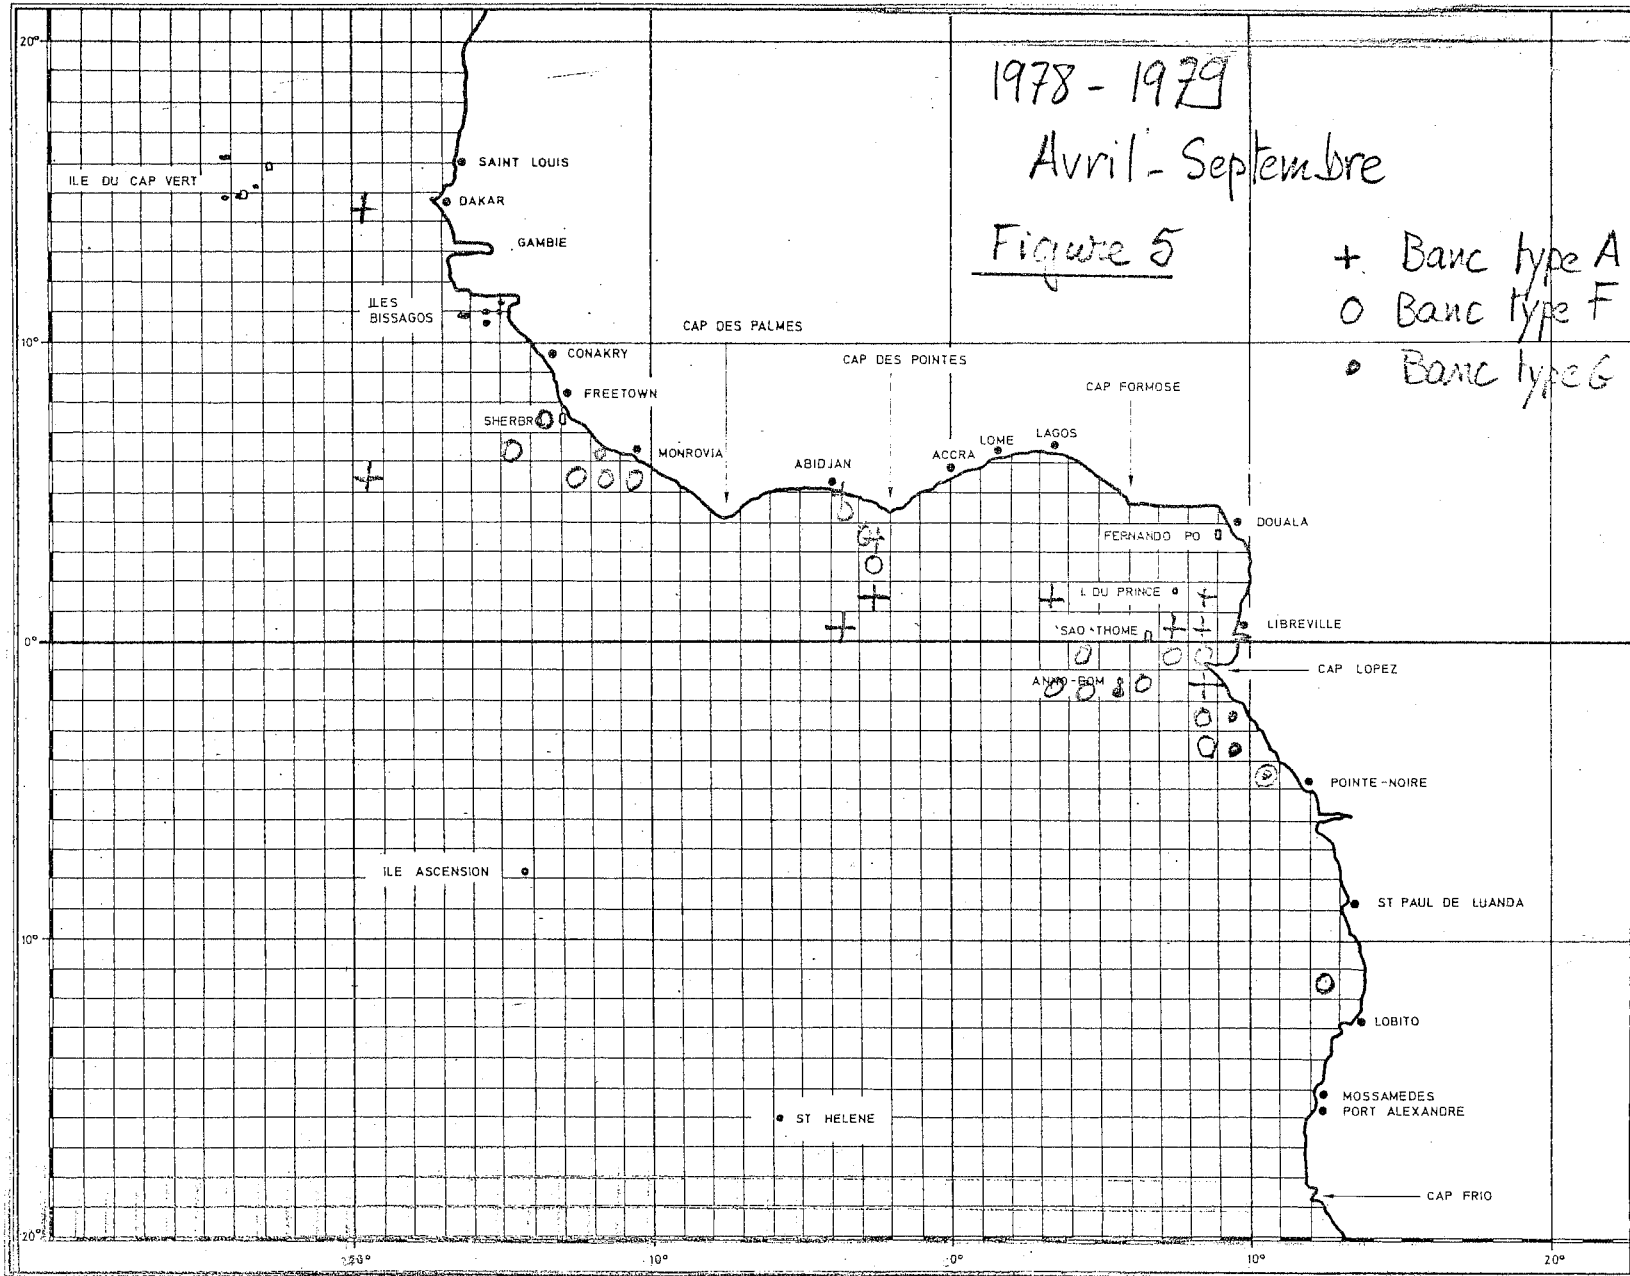 1978 - 1979
Avril - Septembre
Figure 5
+ Banc type A
O Banc type F
• Banc type G
20°
10°
0°
10°
20°
20°
10°
0°
10°
20°
ILE DU CAP VERT
SAINT LOUIS
DAKAR
GAMBIE
ILES
BISSAGOS
CONAKRY
FREETOWN
SHERBRO
MONROVIA
CAP DES PALMES
CAP DES POINTES
CAP FORMOSE
ABIDJAN
ACCRA
LOME
LAGOS
DOUALA
FERNANDO PO
I. DU PRINCE
SAO-THOME
LIBREVILLE
CAP LOPEZ
ANNO-BOM
POINTE-NOIRE
ILE ASCENSION
ST PAUL DE LUANDA
LOBITO
MOSSAMEDES
PORT ALEXANDRE
ST HELENE
CAP FRIO